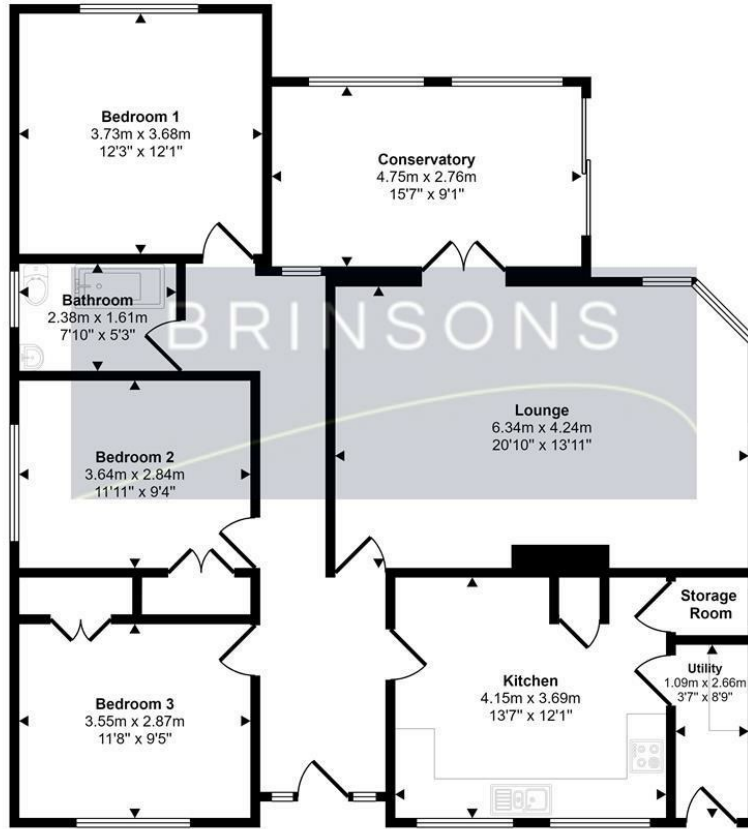 Bedroom 1
3.73m x 3.68m
12'3" x 12'1"
Conservatory
4.75m x 2.76m
15'7" x 9'1"
Bathroom
2.38m x 1.61m
7'10" x 5'3"
BRINSONS
Lounge
6.34m x 4.24m
20'10" x 13'11"
Bedroom 2
3.64m x 2.84m
11'11" x 9'4"
Storage
Room
Kitchen
4.15m x 3.69m
13'7" x 12'1"
Utility
1.09m x 2.66m
3'7" x 8'9"
Bedroom 3
3.55m x 2.87m
11'8" x 9'5"